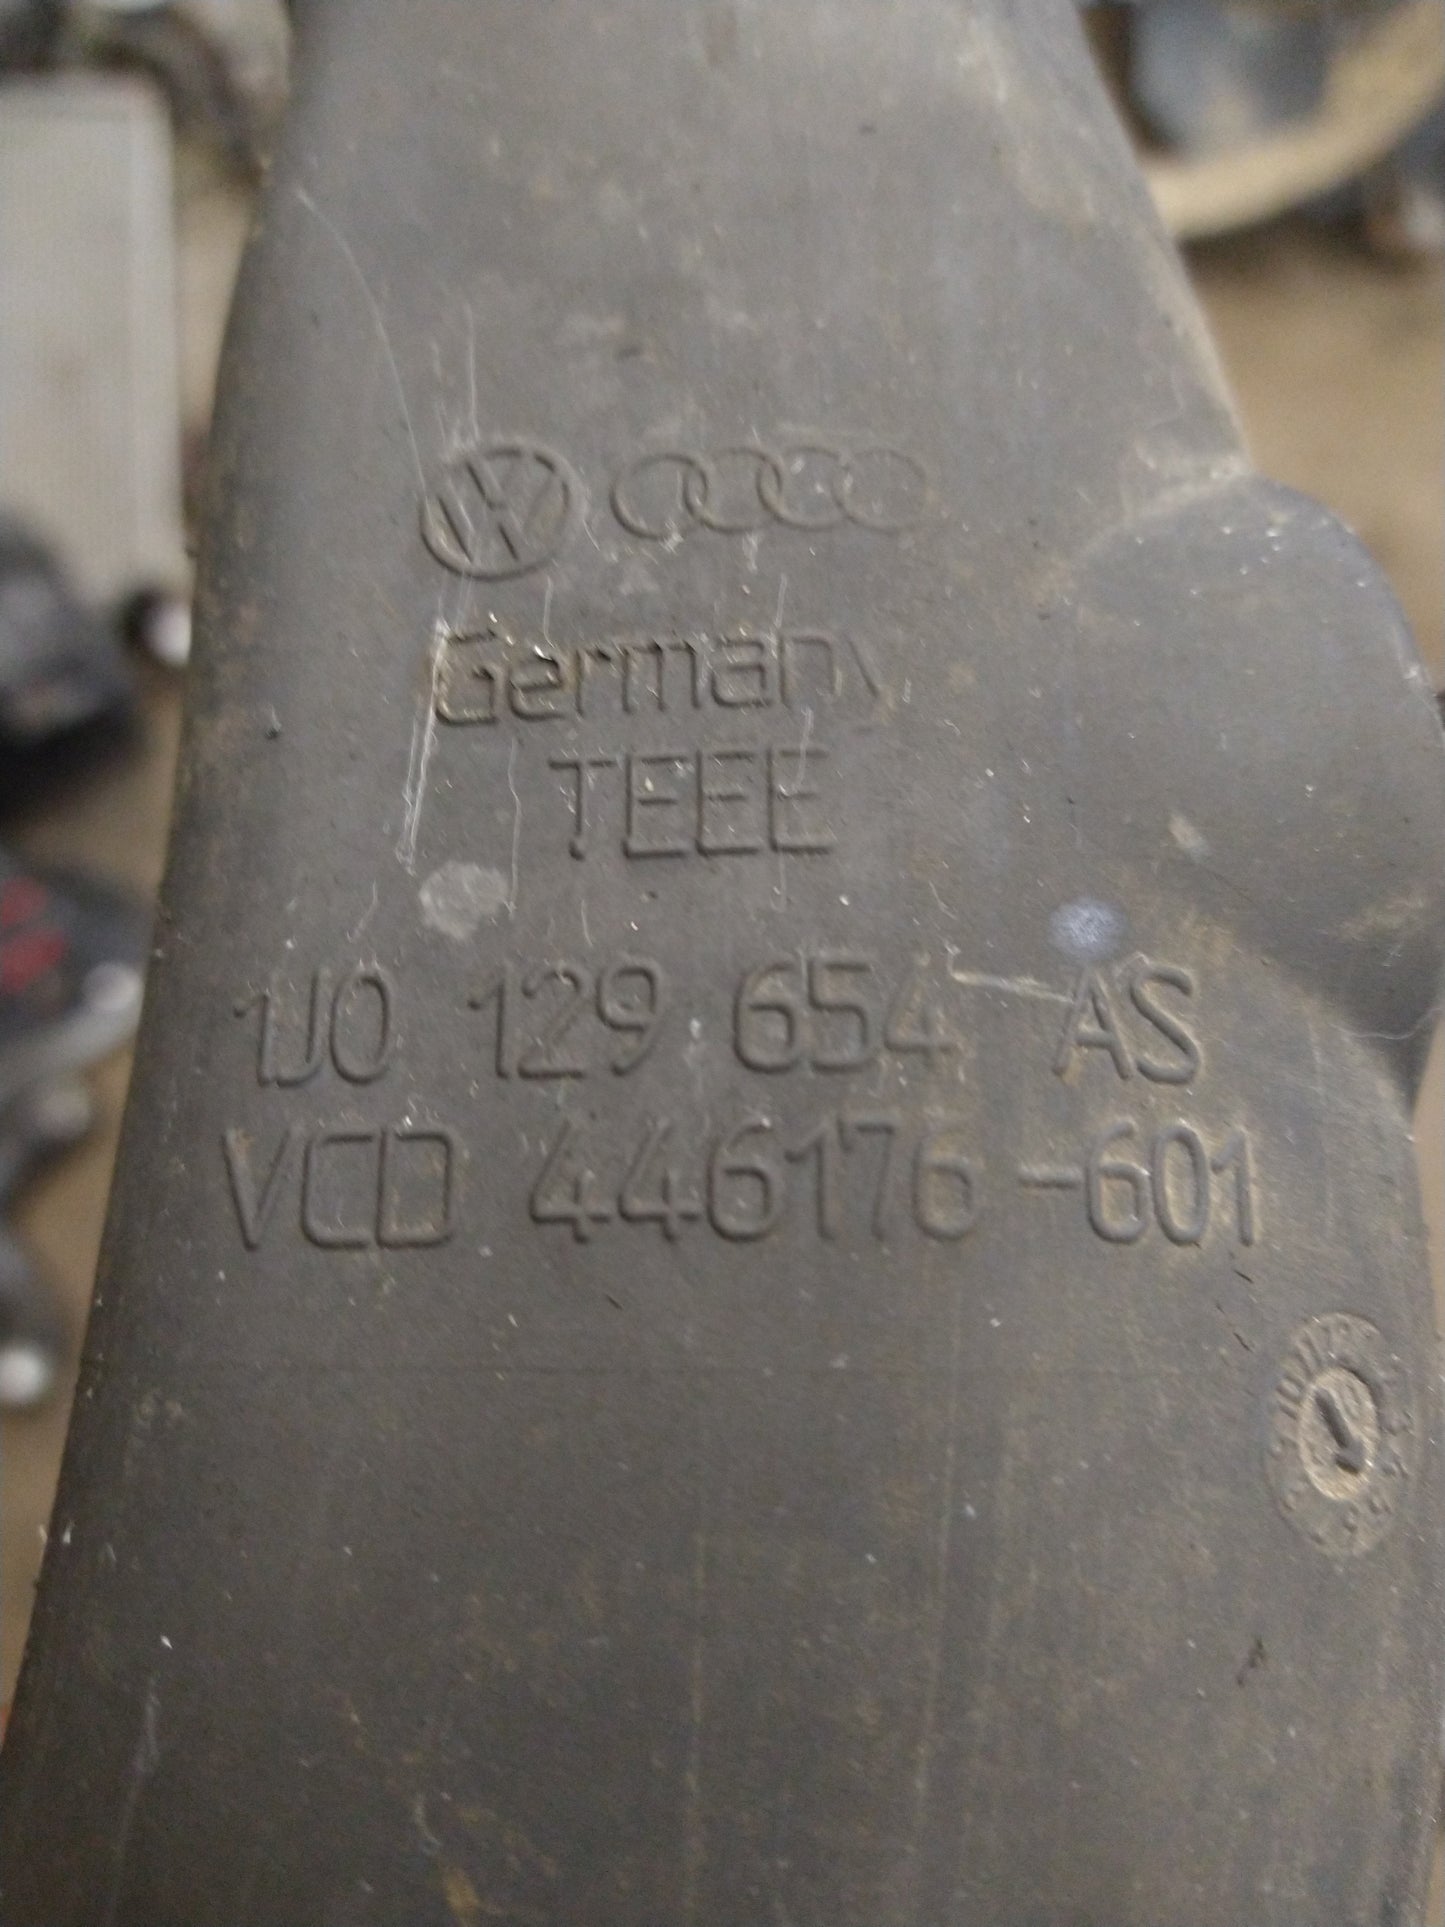 Germany
TEEE
1J0 129 654 AS
VCD 446176-601